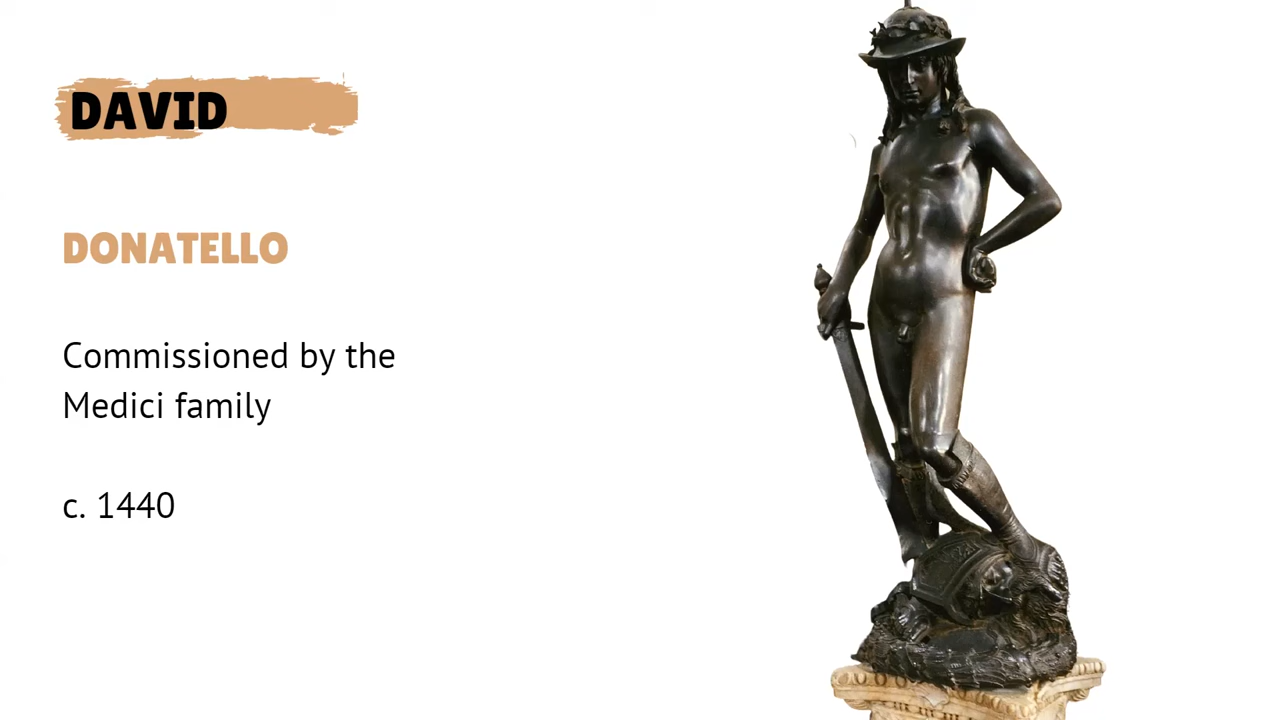 DAVID
DONATELLO
Commissioned by the
Medici family
c. 1440